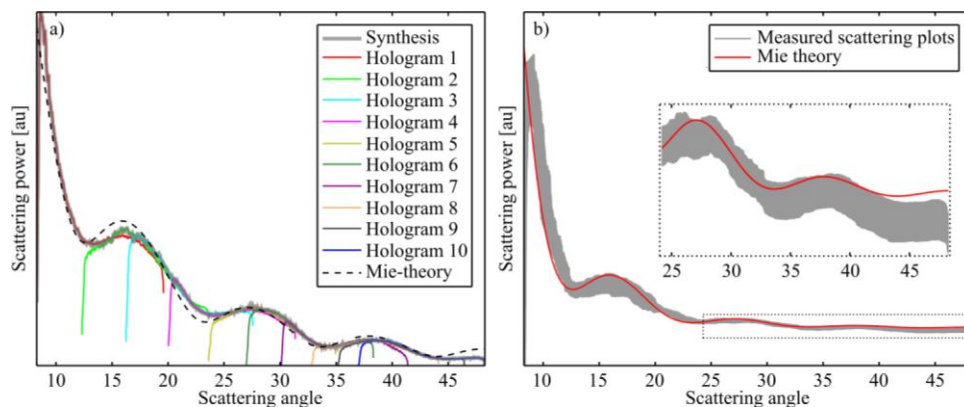 a)
Scattering power [au]
Synthesis
Hologram 1
Hologram 2
Hologram 3
Hologram 4
Hologram 5
Hologram 6
Hologram 7
Hologram 8
Hologram 9
Hologram 10
Mie-theory
10 15 20 25 30 35 40 45
Scattering angle
b)
Scattering power [au]
Measured scattering plots
Mie theory
25 30 35 40 45
10 15 20 25 30 35 40 45
Scattering angle